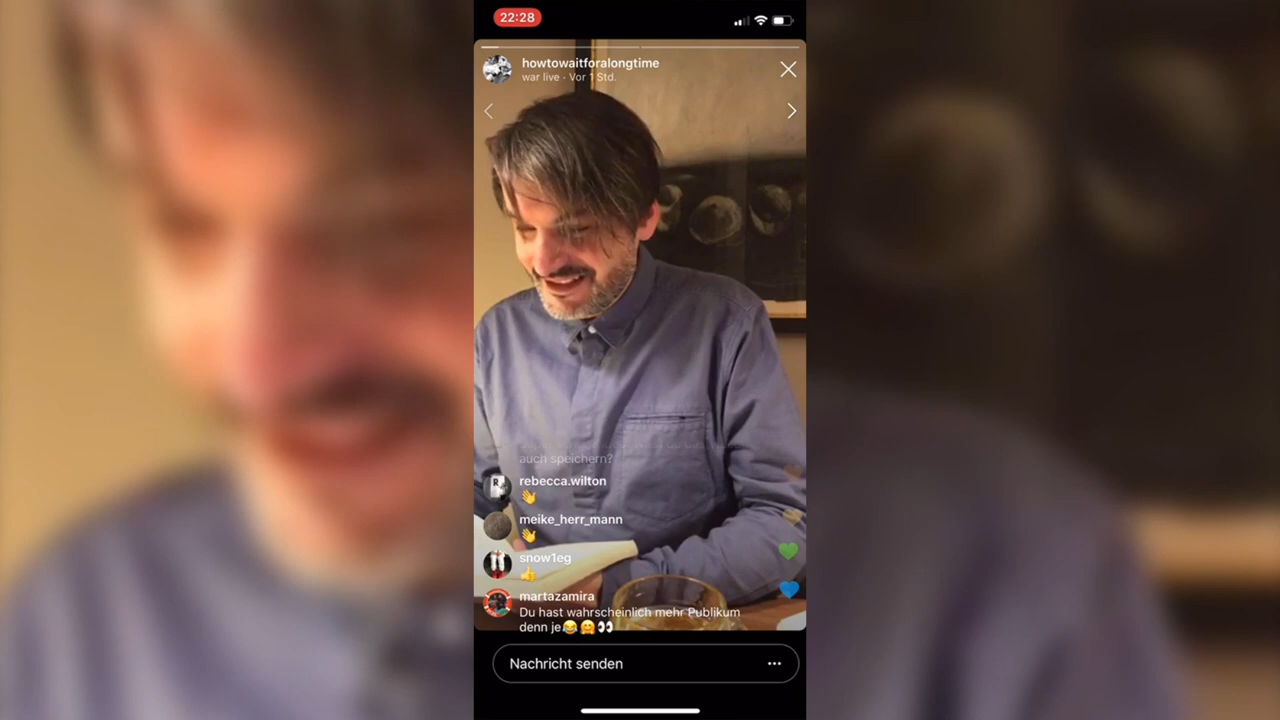 22:28
howtowaitforalongtime
war live · Vor 1 Std.
auch speichern?
rebecca.wilton
👋
meike_herr_mann
👋
snow1eg
👍
martazamira
Du hast wahrscheinlich mehr Publikum
denn je😂🤗👀
Nachricht senden